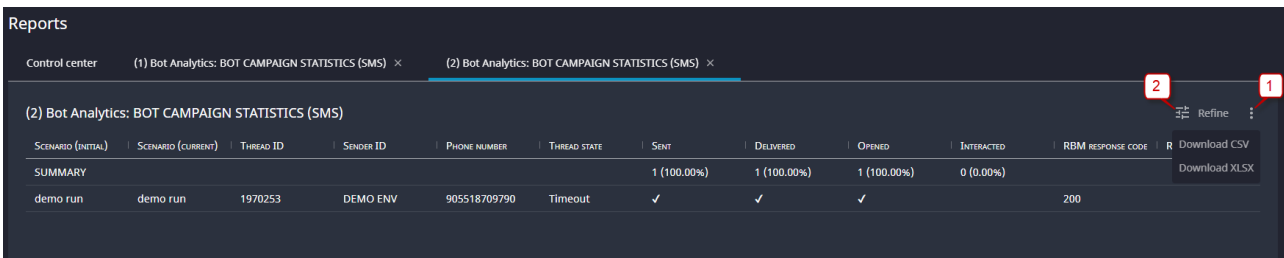 Reports
Control center (1) Bot Analytics: BOT CAMPAIGN STATISTICS (SMS) × (2) Bot Analytics: BOT CAMPAIGN STATISTICS (SMS) ×
2 1
(2) Bot Analytics: BOT CAMPAIGN STATISTICS (SMS) Refine
SCENARIO (INITIAL) SCENARIO (CURRENT) THREAD ID SENDER ID PHONE NUMBER THREAD STATE SENT DELIVERED OPENED INTERACTED RBM RESPONSE CODE R Download CSV
SUMMARY 1 (100.00%) 1 (100.00%) 1 (100.00%) 0 (0.00%) Download XLSX
demo run demo run 1970253 DEMO ENV 905518709790 Timeout ✓ ✓ ✓ 200